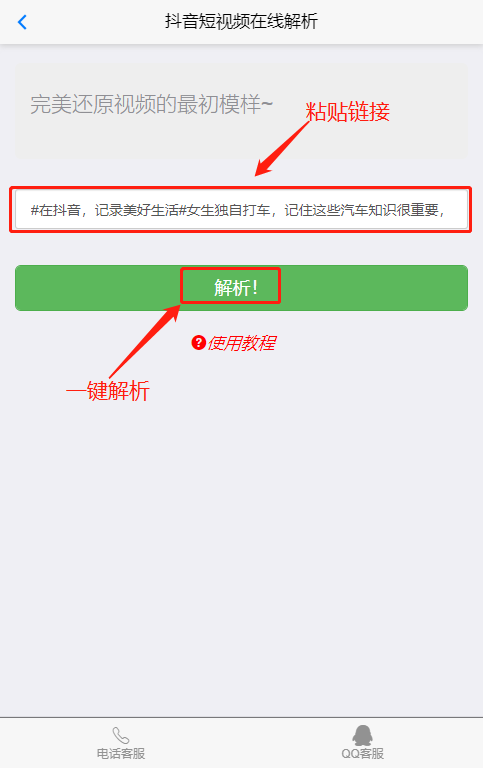 抖音短视频在线解析
完美还原视频的最初模样~
粘贴链接
#在抖音，记录美好生活#女生独自打车，记住这些汽车知识很重要，
解析！
?使用教程
一键解析
电话客服
QQ客服